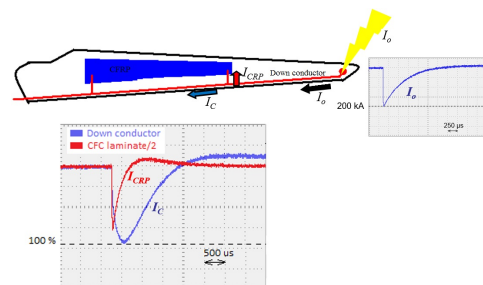 I_o
I_CRP
Down conductor
I_C
I_o
I_o
200 kA
250 µs
Down conductor
CFC laminate/2
I_CRP
I_C
100 %
500 us